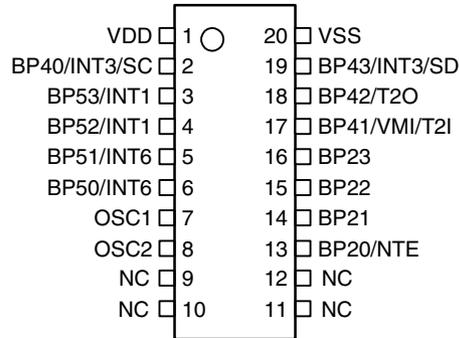 VDD 1 20 VSS
BP40/INT3/SC 2 19 BP43/INT3/SD
BP53/INT1 3 18 BP42/T2O
BP52/INT1 4 17 BP41/VMI/T2I
BP51/INT6 5 16 BP23
BP50/INT6 6 15 BP22
OSC1 7 14 BP21
OSC2 8 13 BP20/NTE
NC 9 12 NC
NC 10 11 NC